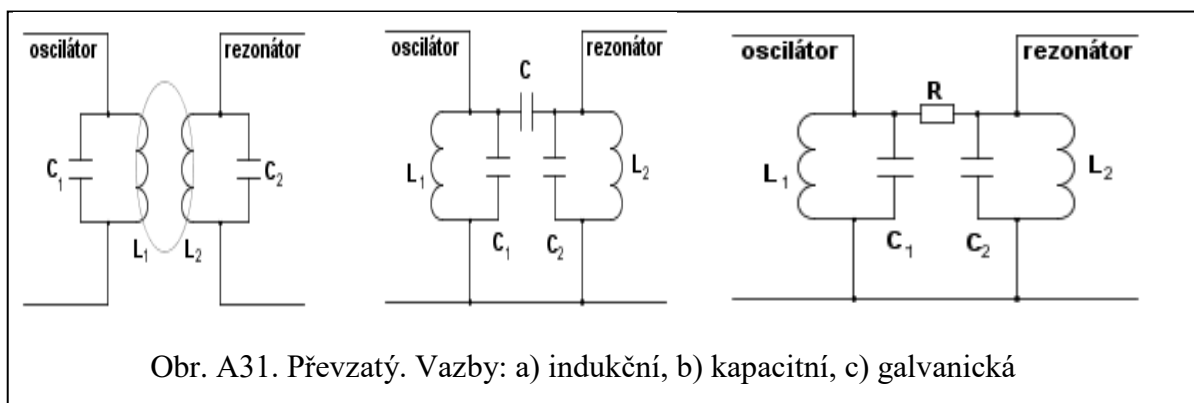 oscilátor rezonátor
C1 C2
L1 L2
oscilátor rezonátor
C
L1 L2
C1 C2
oscilátor rezonátor
R
L1 L2
C1 C2
Obr. A31. Převzatý. Vazby: a) indukční, b) kapacitní, c) galvanická